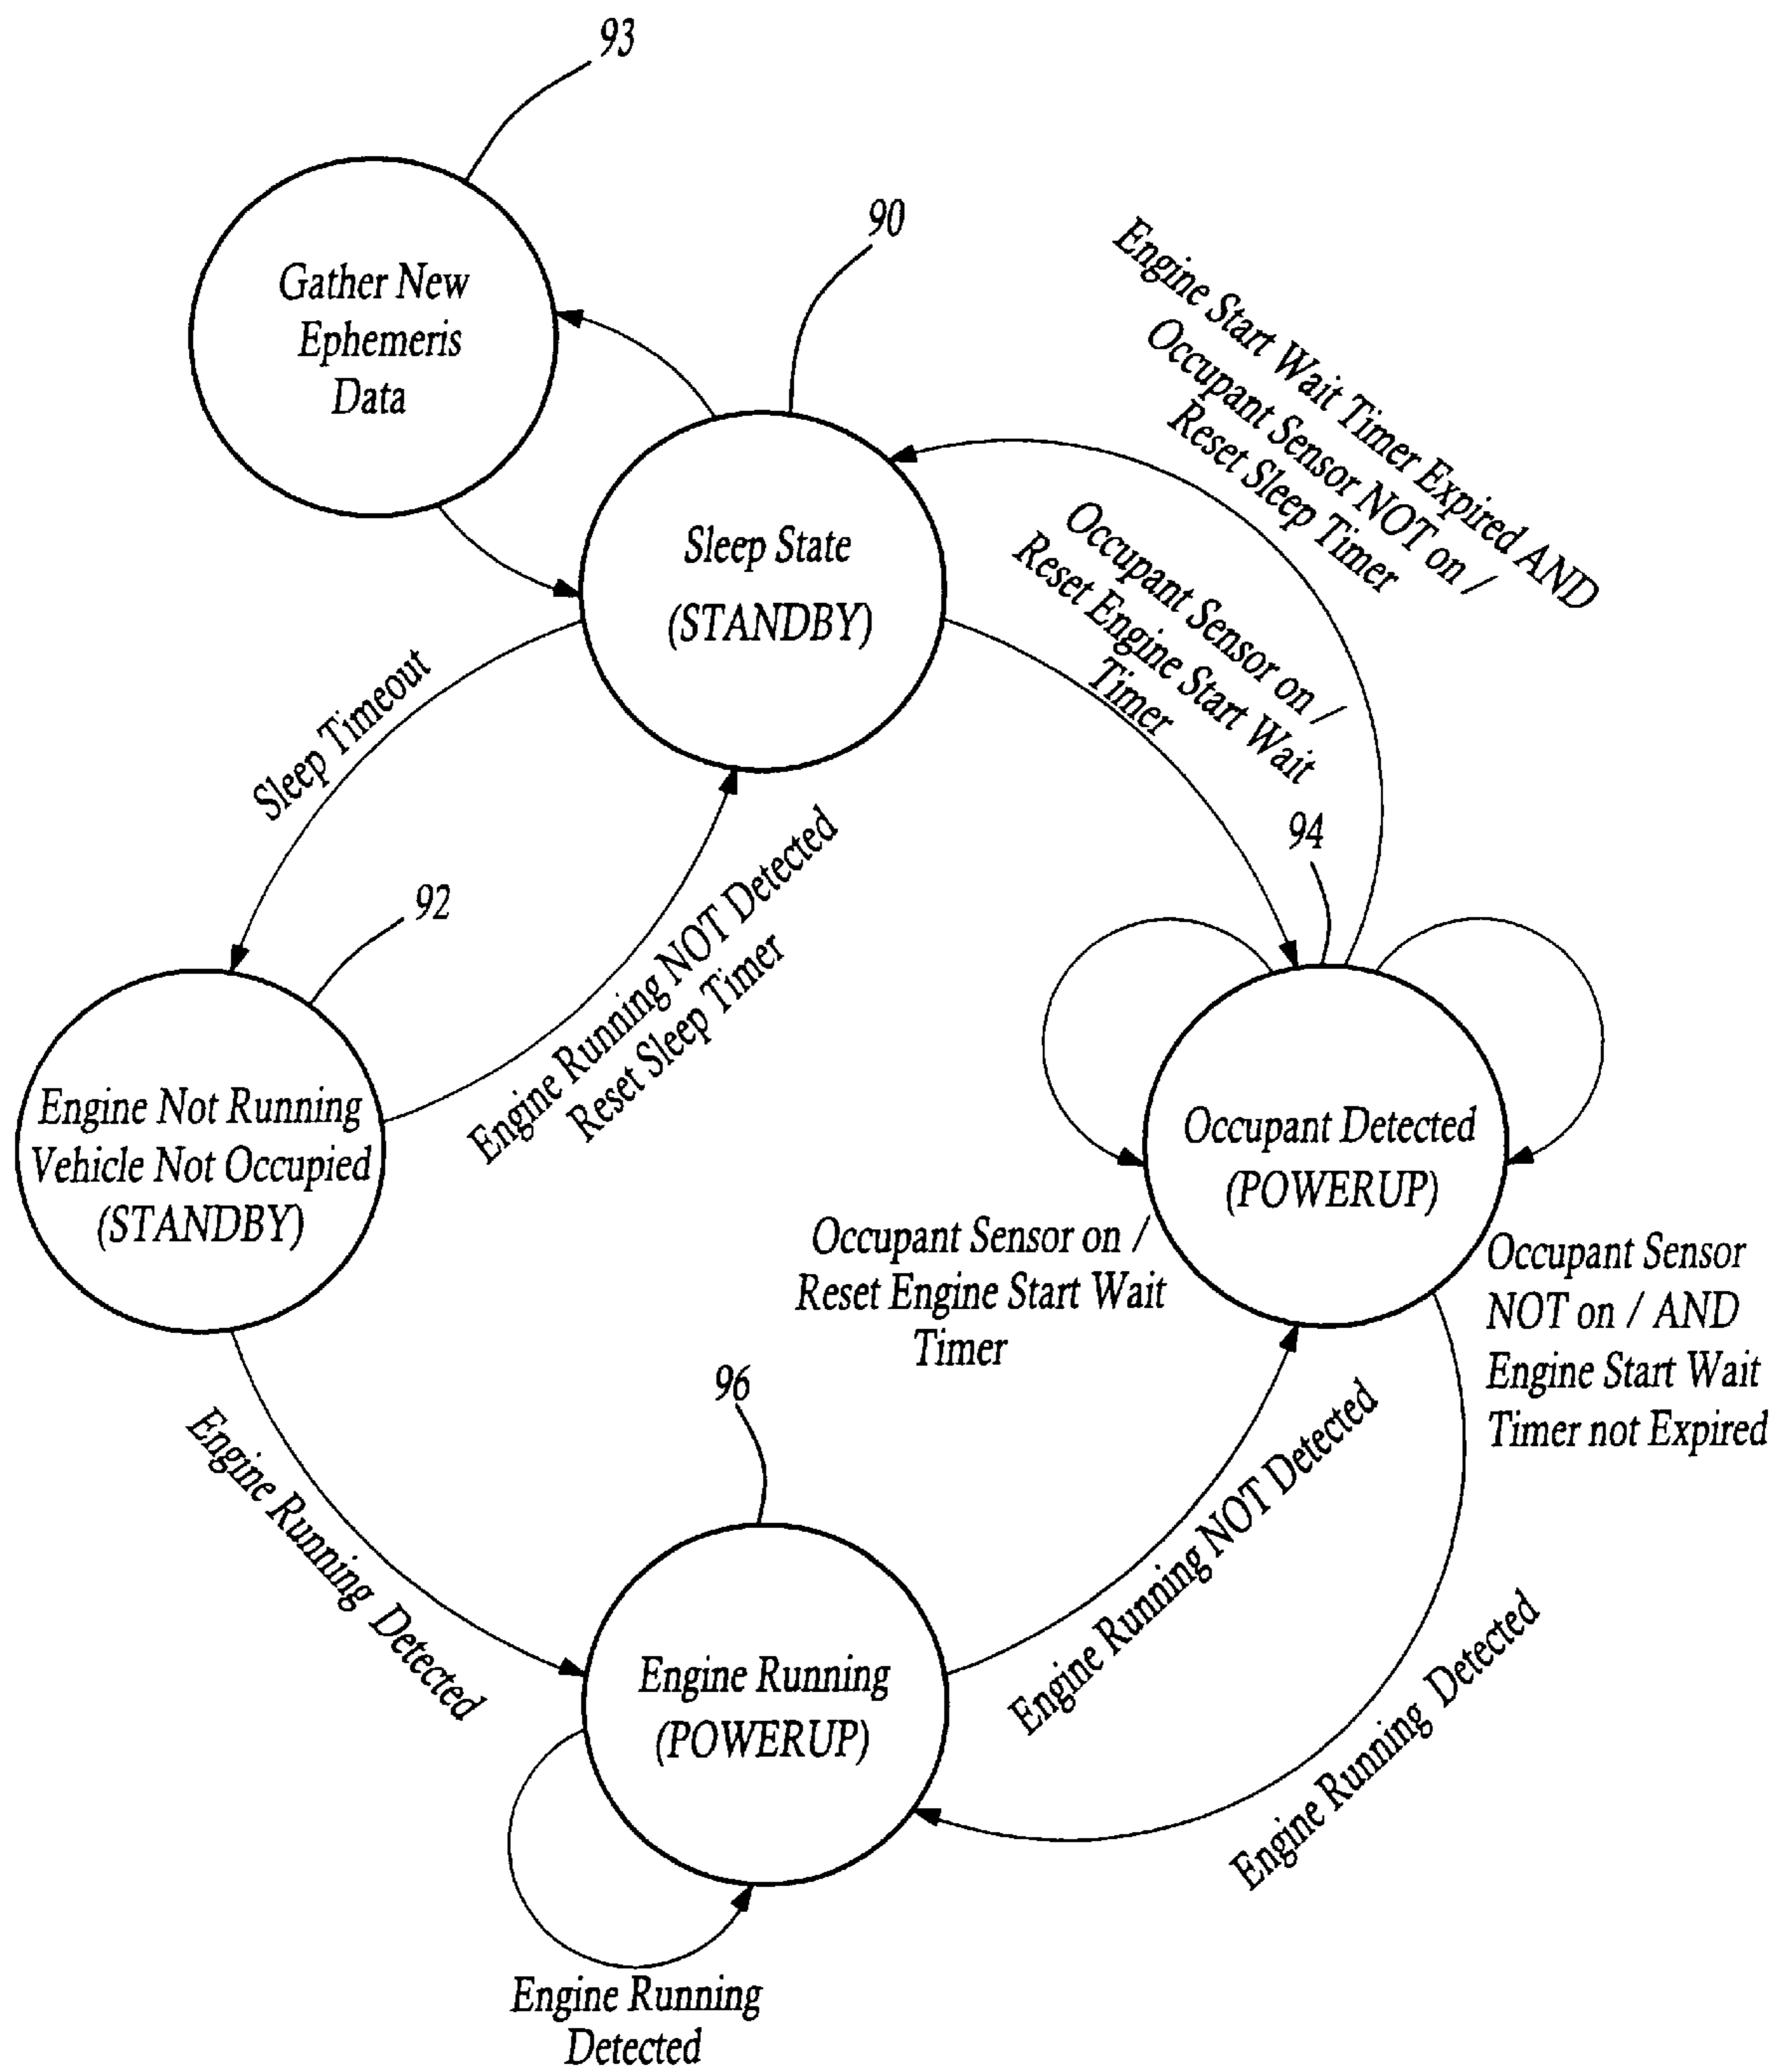 93
Gather New
Ephemeris
Data
90
Sleep State
(STANDBY)
Engine Start Wait Timer Expired AND
Occupant Sensor NOT on /
Reset Sleep Timer
Occupant Sensor on /
Reset Engine Start Wait
Timer
Sleep Timeout
94
92
Engine Running NOT Detected
Reset Sleep Timer
Engine Not Running
Vehicle Not Occupied
(STANDBY)
Occupant Detected
(POWERUP)
Occupant Sensor on /
Reset Engine Start Wait
Timer
Occupant Sensor
NOT on / AND
Engine Start Wait
Timer not Expired
96
Engine Running Detected
Engine Running
(POWERUP)
Engine Running NOT Detected
Engine Running Detected
Engine Running
Detected